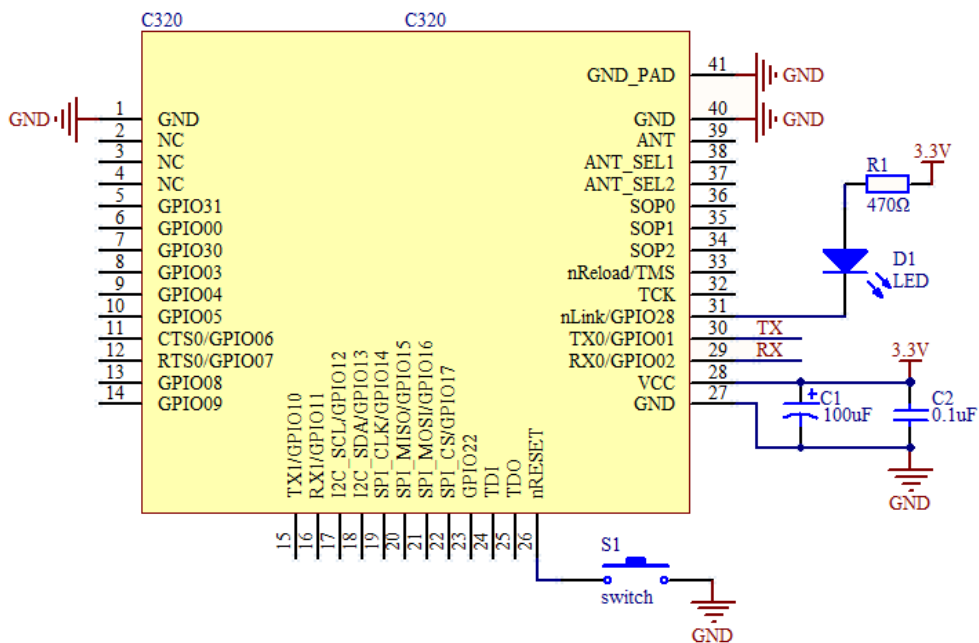 C320
C320
GND
1
GND
2
NC
3
NC
4
NC
5
GPIO31
6
GPIO00
7
GPIO30
8
GPIO03
9
GPIO04
10
GPIO05
11
CTS0/GPIO06
12
RTS0/GPIO07
13
GPIO08
14
GPIO09
15
TX1/GPIO10
16
RX1/GPIO11
17
I2C_SCL/GPIO12
18
I2C_SDA/GPIO13
19
SPI_CLK/GPIO14
20
SPI_MISO/GPIO15
21
SPI_MOSI/GPIO16
22
SPI_CS/GPIO17
23
GPIO22
24
TDI
25
TDO
26
nRESET
GND_PAD
41
GND
GND
40
GND
ANT
39
ANT_SEL1
38
ANT_SEL2
37
SOP0
36
SOP1
35
SOP2
34
nReload/TMS
33
TCK
32
nLink/GPIO28
31
TX0/GPIO01
30
TX
RX0/GPIO02
29
RX
VCC
28
GND
27
3.3V
R1
470Ω
D1
LED
3.3V
+
C1
100uF
C2
0.1uF
GND
S1
switch
GND